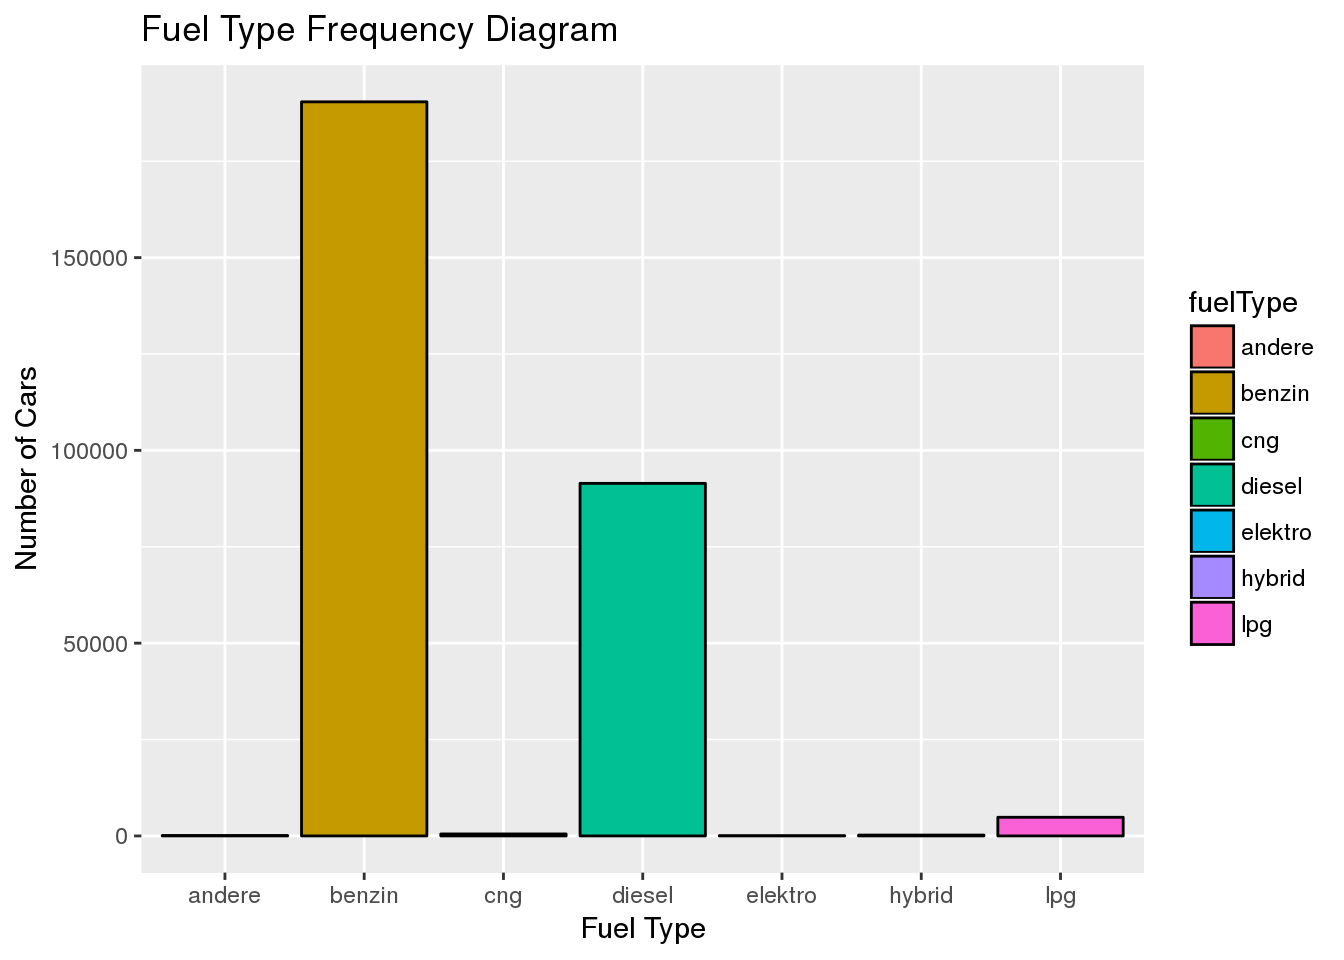 Fuel Type Frequency Diagram
Number of Cars
150000
100000
50000
0
andere benzin cng diesel elektro hybrid lpg
Fuel Type
fuelType
andere
benzin
cng
diesel
elektro
hybrid
lpg